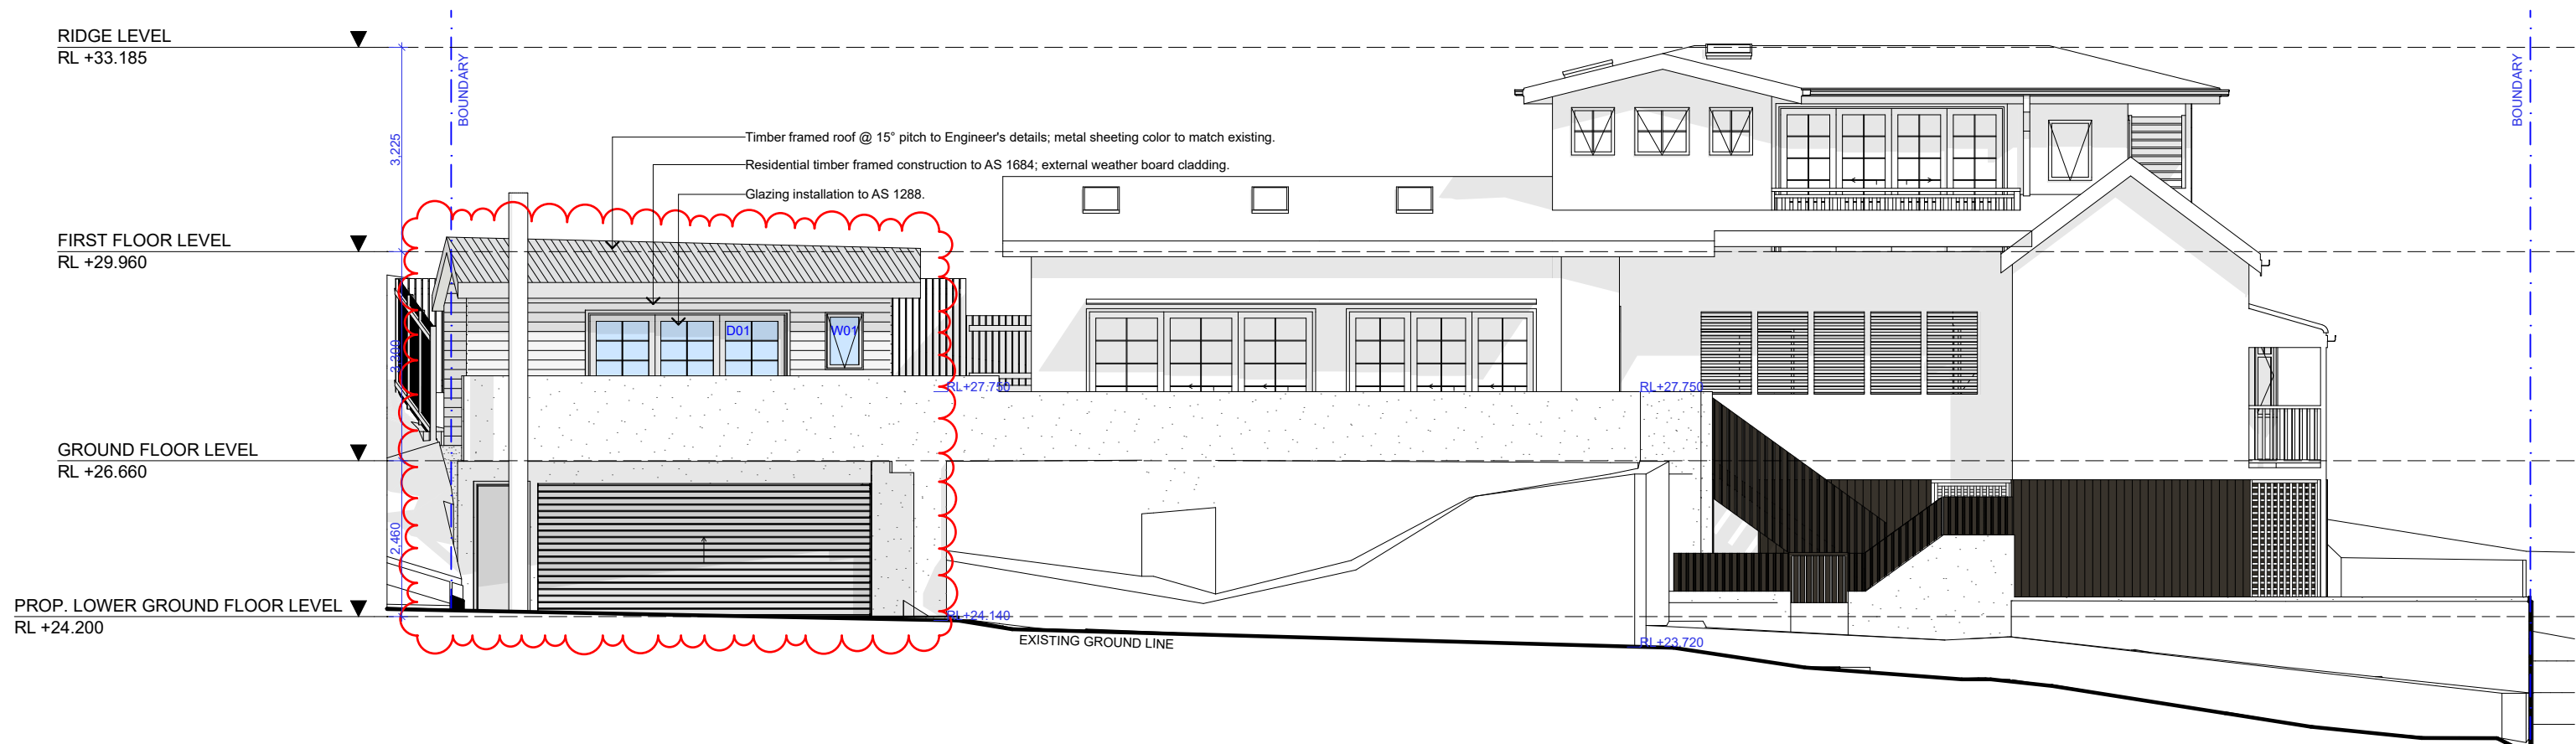 RIDGE LEVEL
RL +33.185
BOUNDARY
BOUNDARY
3,225
Timber framed roof @ 15° pitch to Engineer's details; metal sheeting color to match existing.
Residential timber framed construction to AS 1684; external weather board cladding.
Glazing installation to AS 1288.
FIRST FLOOR LEVEL
RL +29.960
D01
W01
3,300
RL+27.750
RL+27.750
GROUND FLOOR LEVEL
RL +26.660
2,460
PROP. LOWER GROUND FLOOR LEVEL
RL +24.200
RL+24.140
EXISTING GROUND LINE
RL+23.720